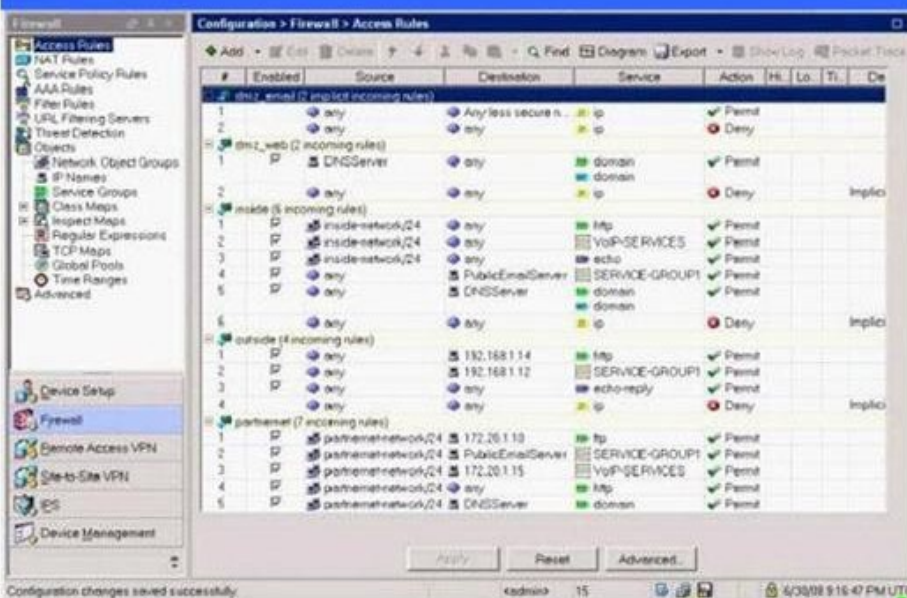 Firewall
Configuration > Firewall > Access Rules
Access Rules
NAT Rules
Service Policy Rules
AAA Rules
Filter Rules
URL Filtering Servers
Threat Detection
Objects
Network Object Groups
IP Names
Service Groups
Class Maps
Inspect Maps
Regular Expressions
TCP Maps
Global Pools
Time Ranges
Advanced
Device Setup
Firewall
Remote Access VPN
Site-to-Site VPN
IPS
Device Management
Add Edit Delete Find Diagram Export Show Log Packet Trace
# Enabled Source Destination Service Action Hi.. Lo.. Ti.. De
dmz_email (2 implicit incoming rules)
1 any Any less secure n... ip Permit
2 any any ip Deny
dmz_web (2 incoming rules)
1 DNSServer any domain Permit
domain
2 any any ip Deny Implici
inside (6 incoming rules)
1 inside-network/24 any http Permit
2 inside-network/24 any VoIP-SERVICES Permit
3 inside-network/24 any echo Permit
4 any PublicEmailServer SERVICE-GROUP1 Permit
5 any DNSServer domain Permit
domain
6 any any ip Deny Implici
outside (4 incoming rules)
1 any 192.168.1.14 http Permit
2 any 192.168.1.12 SERVICE-GROUP1 Permit
3 any any echo-reply Permit
4 any any ip Deny Implici
partnernet (7 incoming rules)
1 partnernet-network/24 172.20.1.10 ftp Permit
2 partnernet-network/24 PublicEmailServer SERVICE-GROUP1 Permit
3 partnernet-network/24 172.20.1.15 VoIP-SERVICES Permit
4 partnernet-network/24 any http Permit
5 partnernet-network/24 DNSServer domain Permit
Apply Reset Advanced...
Configuration changes saved successfully. <admin> 15 6/30/08 9:16:47 PM UT